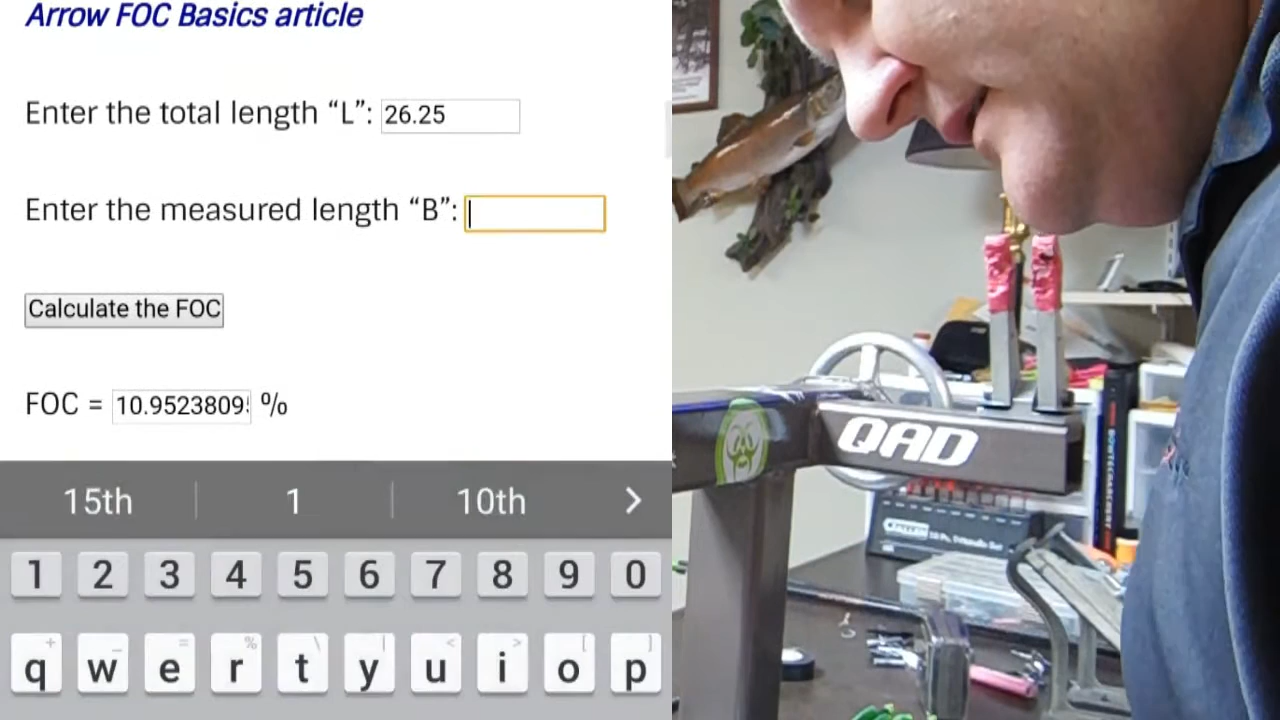 Arrow FOC Basics article
Enter the total length “L”: 26.25
Enter the measured length “B”:
Calculate the FOC
FOC = 10.9523809 %
15th 1 10th >
1 2 3 4 5 6 7 8 9 0
+ _ = % \ | < > [ ]
q w e r t y u i o p
QAD